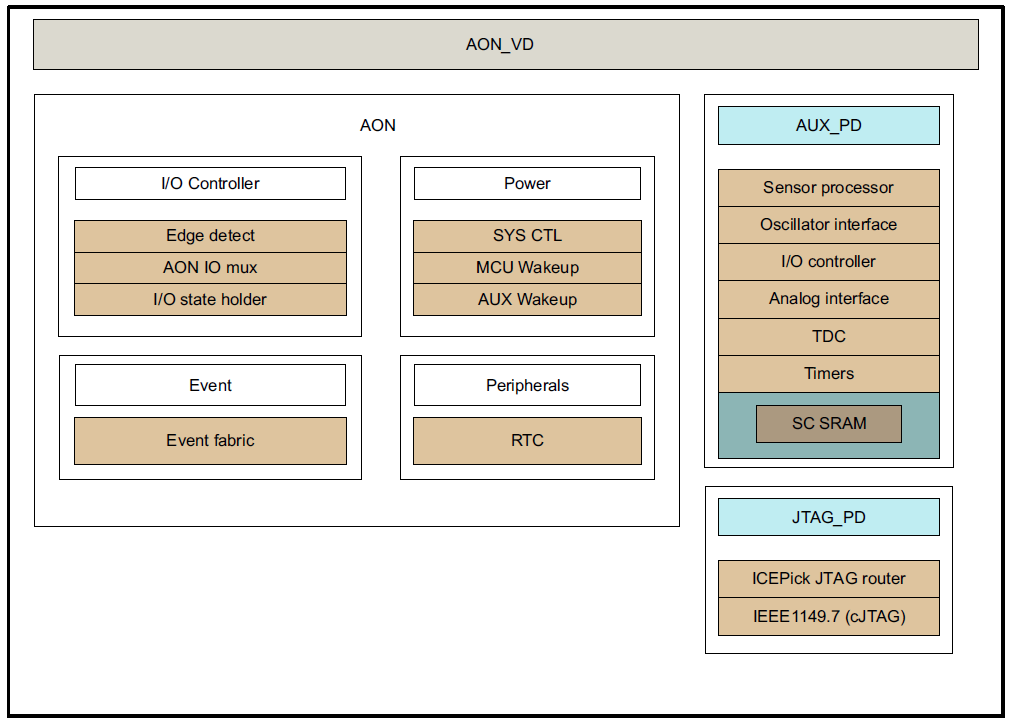 AON_VD
AON
I/O Controller
Edge detect
AON IO mux
I/O state holder
Power
SYS CTL
MCU Wakeup
AUX Wakeup
Event
Event fabric
Peripherals
RTC
AUX_PD
Sensor processor
Oscillator interface
I/O controller
Analog interface
TDC
Timers
SC SRAM
JTAG_PD
ICEPick JTAG router
IEEE1149.7 (cJTAG)